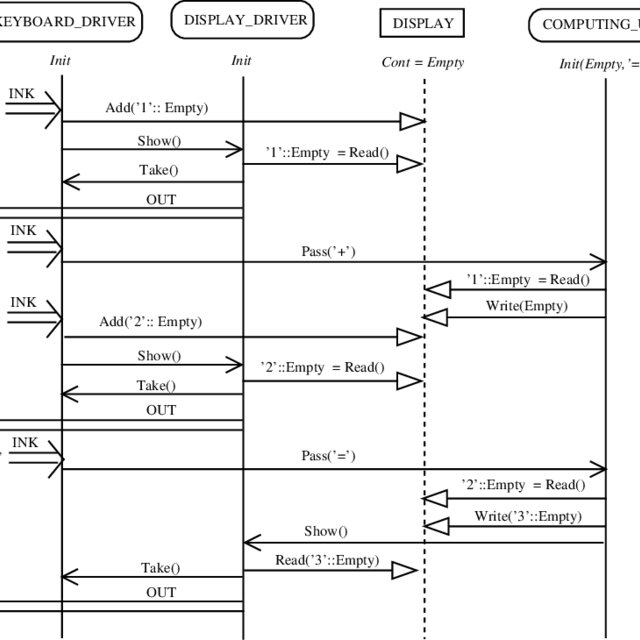 KEYBOARD_DRIVER DISPLAY_DRIVER DISPLAY COMPUTING_
Init Init Cont = Empty Init(Empty,'=
INK
Add('1':: Empty)
Show()
'1'::Empty = Read()
Take()
OUT
INK
Pass('+')
'1'::Empty = Read()
INK
Write(Empty)
Add('2':: Empty)
Show()
'2'::Empty = Read()
Take()
OUT
INK
Pass('=')
'2'::Empty = Read()
Write('3'::Empty)
Show()
Read('3'::Empty)
Take()
OUT